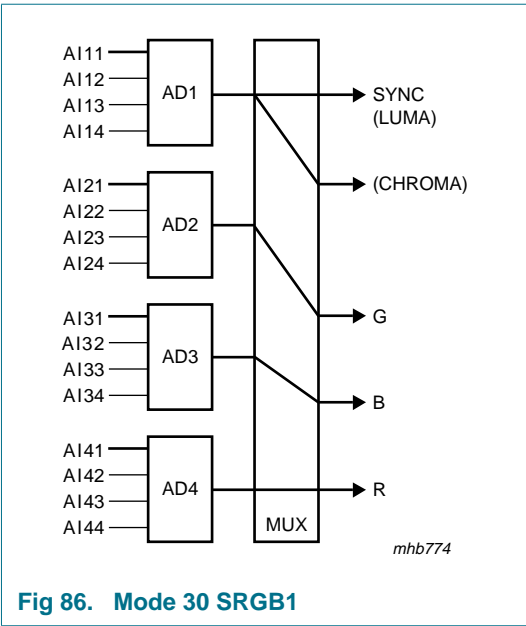 AI11
AI12
AI13
AI14
AD1
SYNC
(LUMA)
(CHROMA)
AI21
AI22
AI23
AI24
AD2
G
AI31
AI32
AI33
AI34
AD3
B
AI41
AI42
AI43
AI44
AD4
R
MUX
mhb774
Fig 86. Mode 30 SRGB1